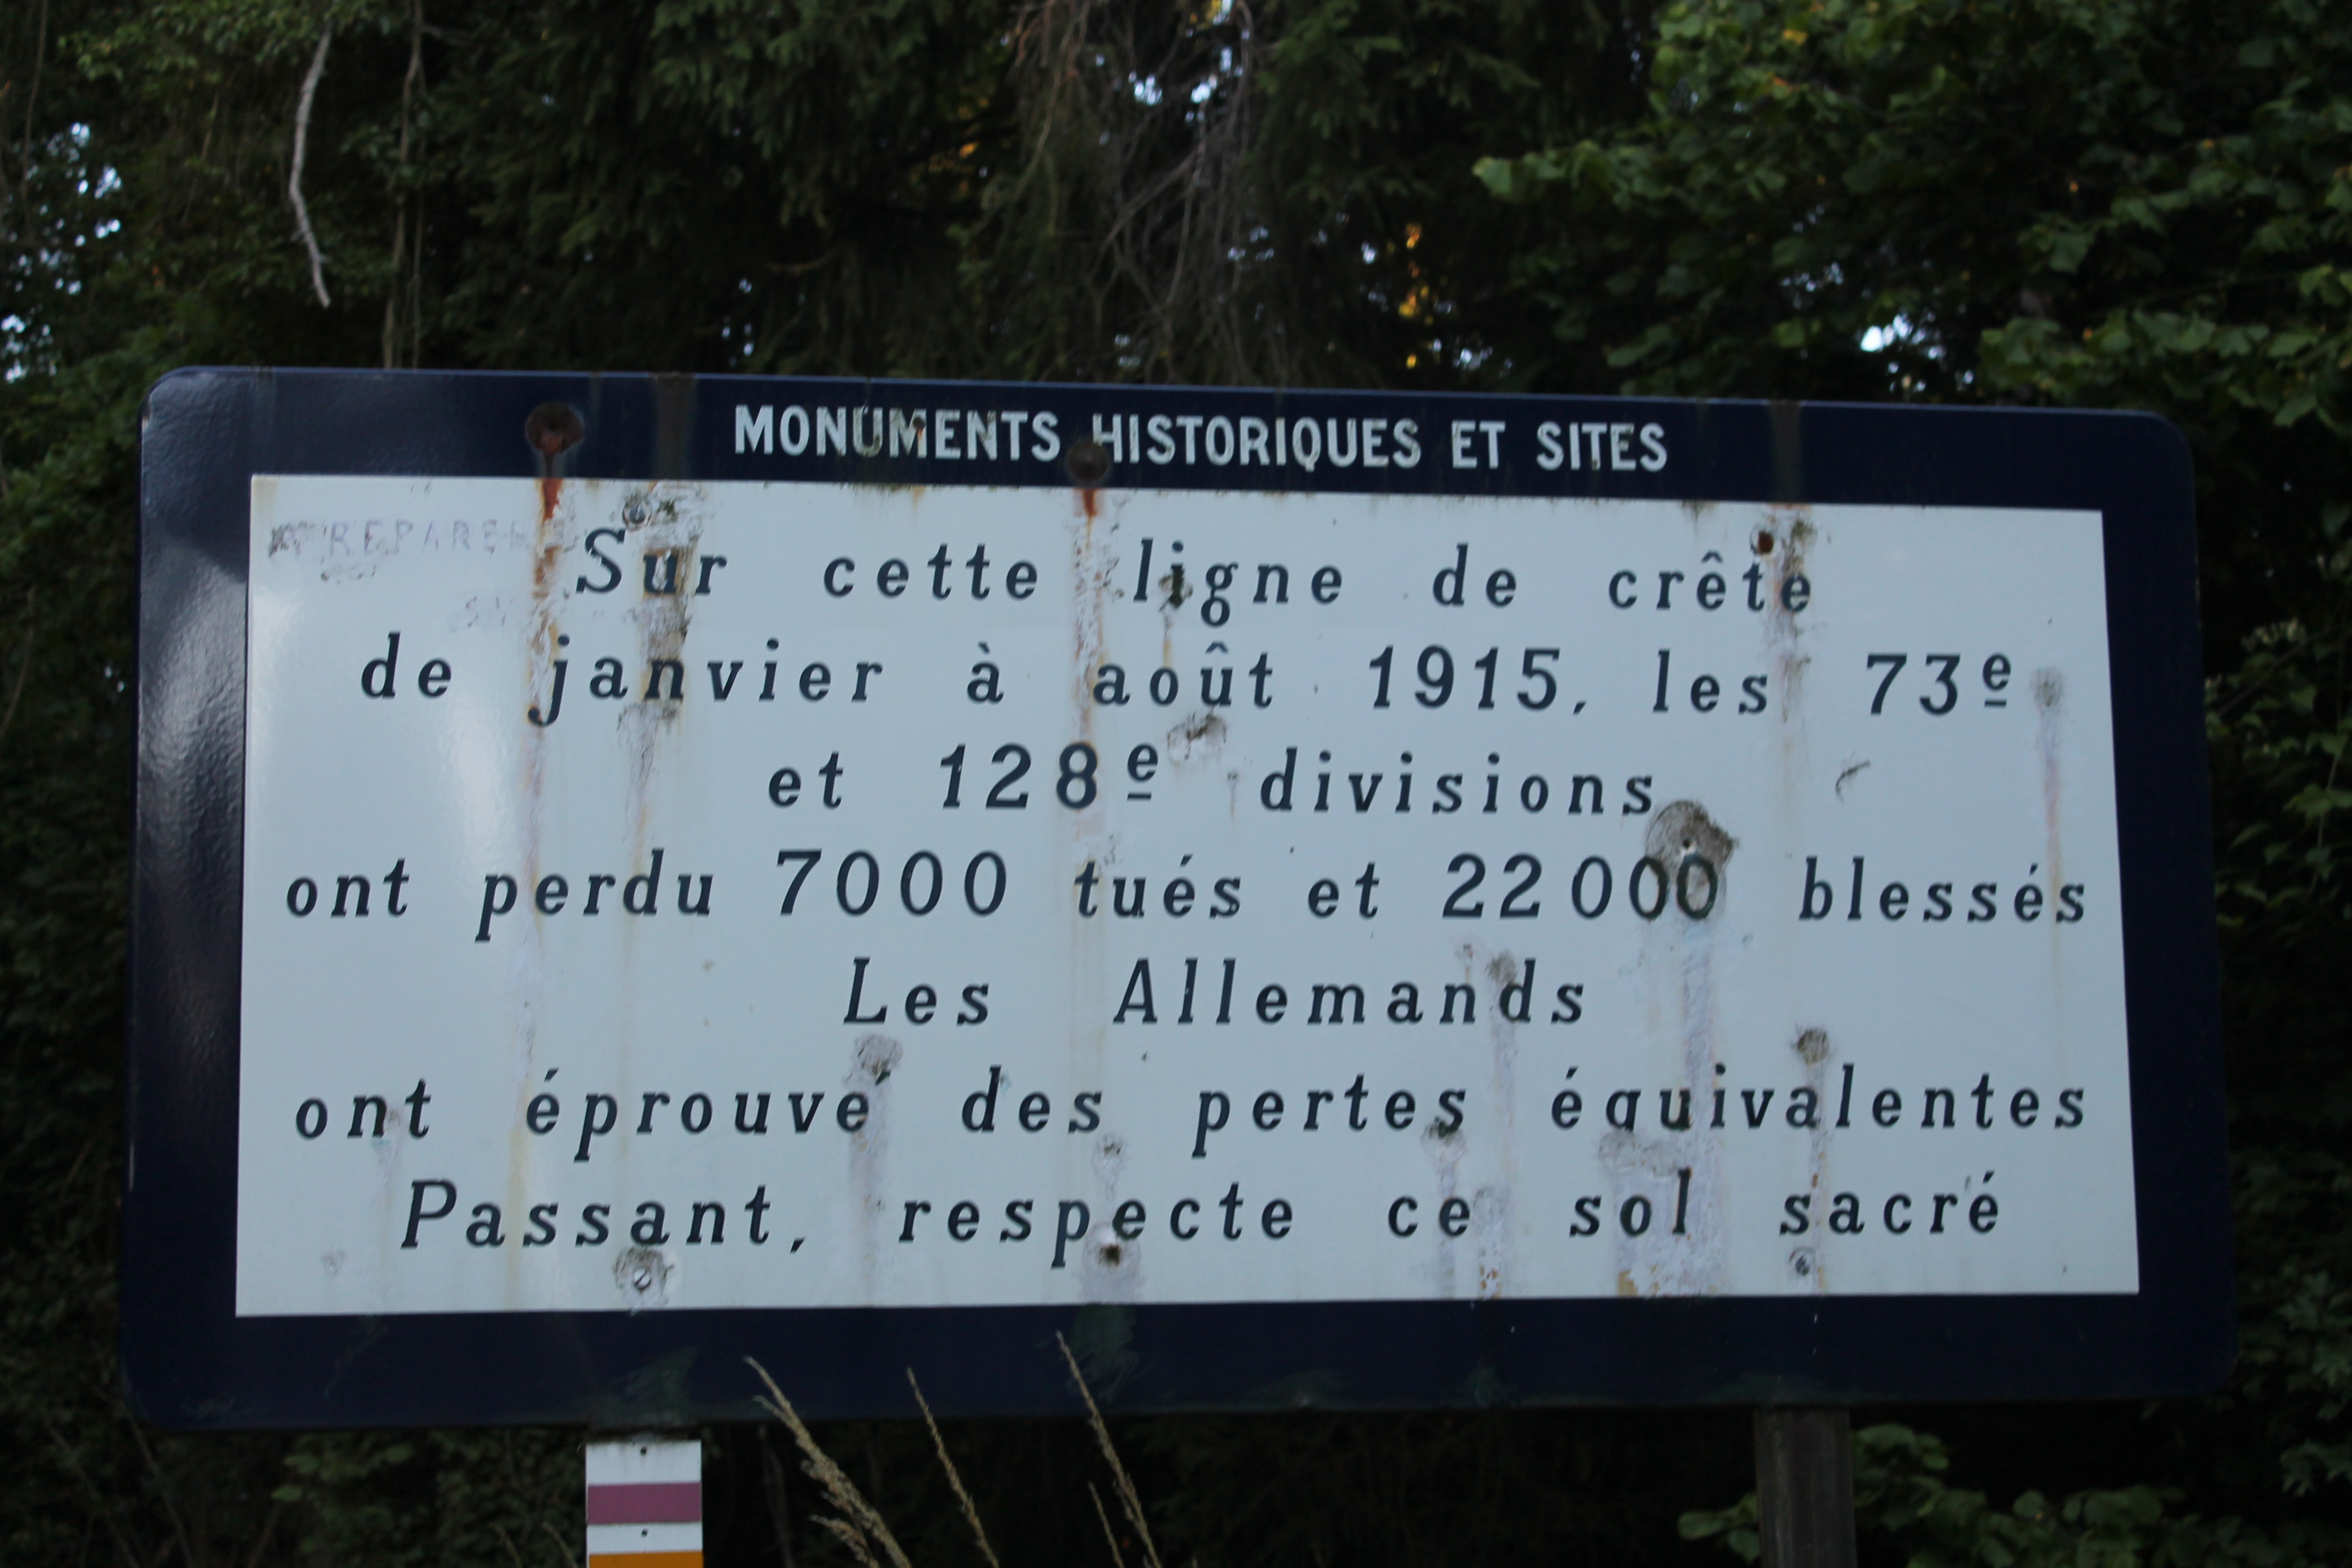 MONUMENTS HISTORIQUES ET SITES
REPARER
Sur cette ligne de crête
de janvier à août 1915, les 73e
et 128e divisions
ont perdu 7000 tués et 22000 blessés
Les Allemands
ont éprouvé des pertes équivalentes
Passant, respecte ce sol sacré